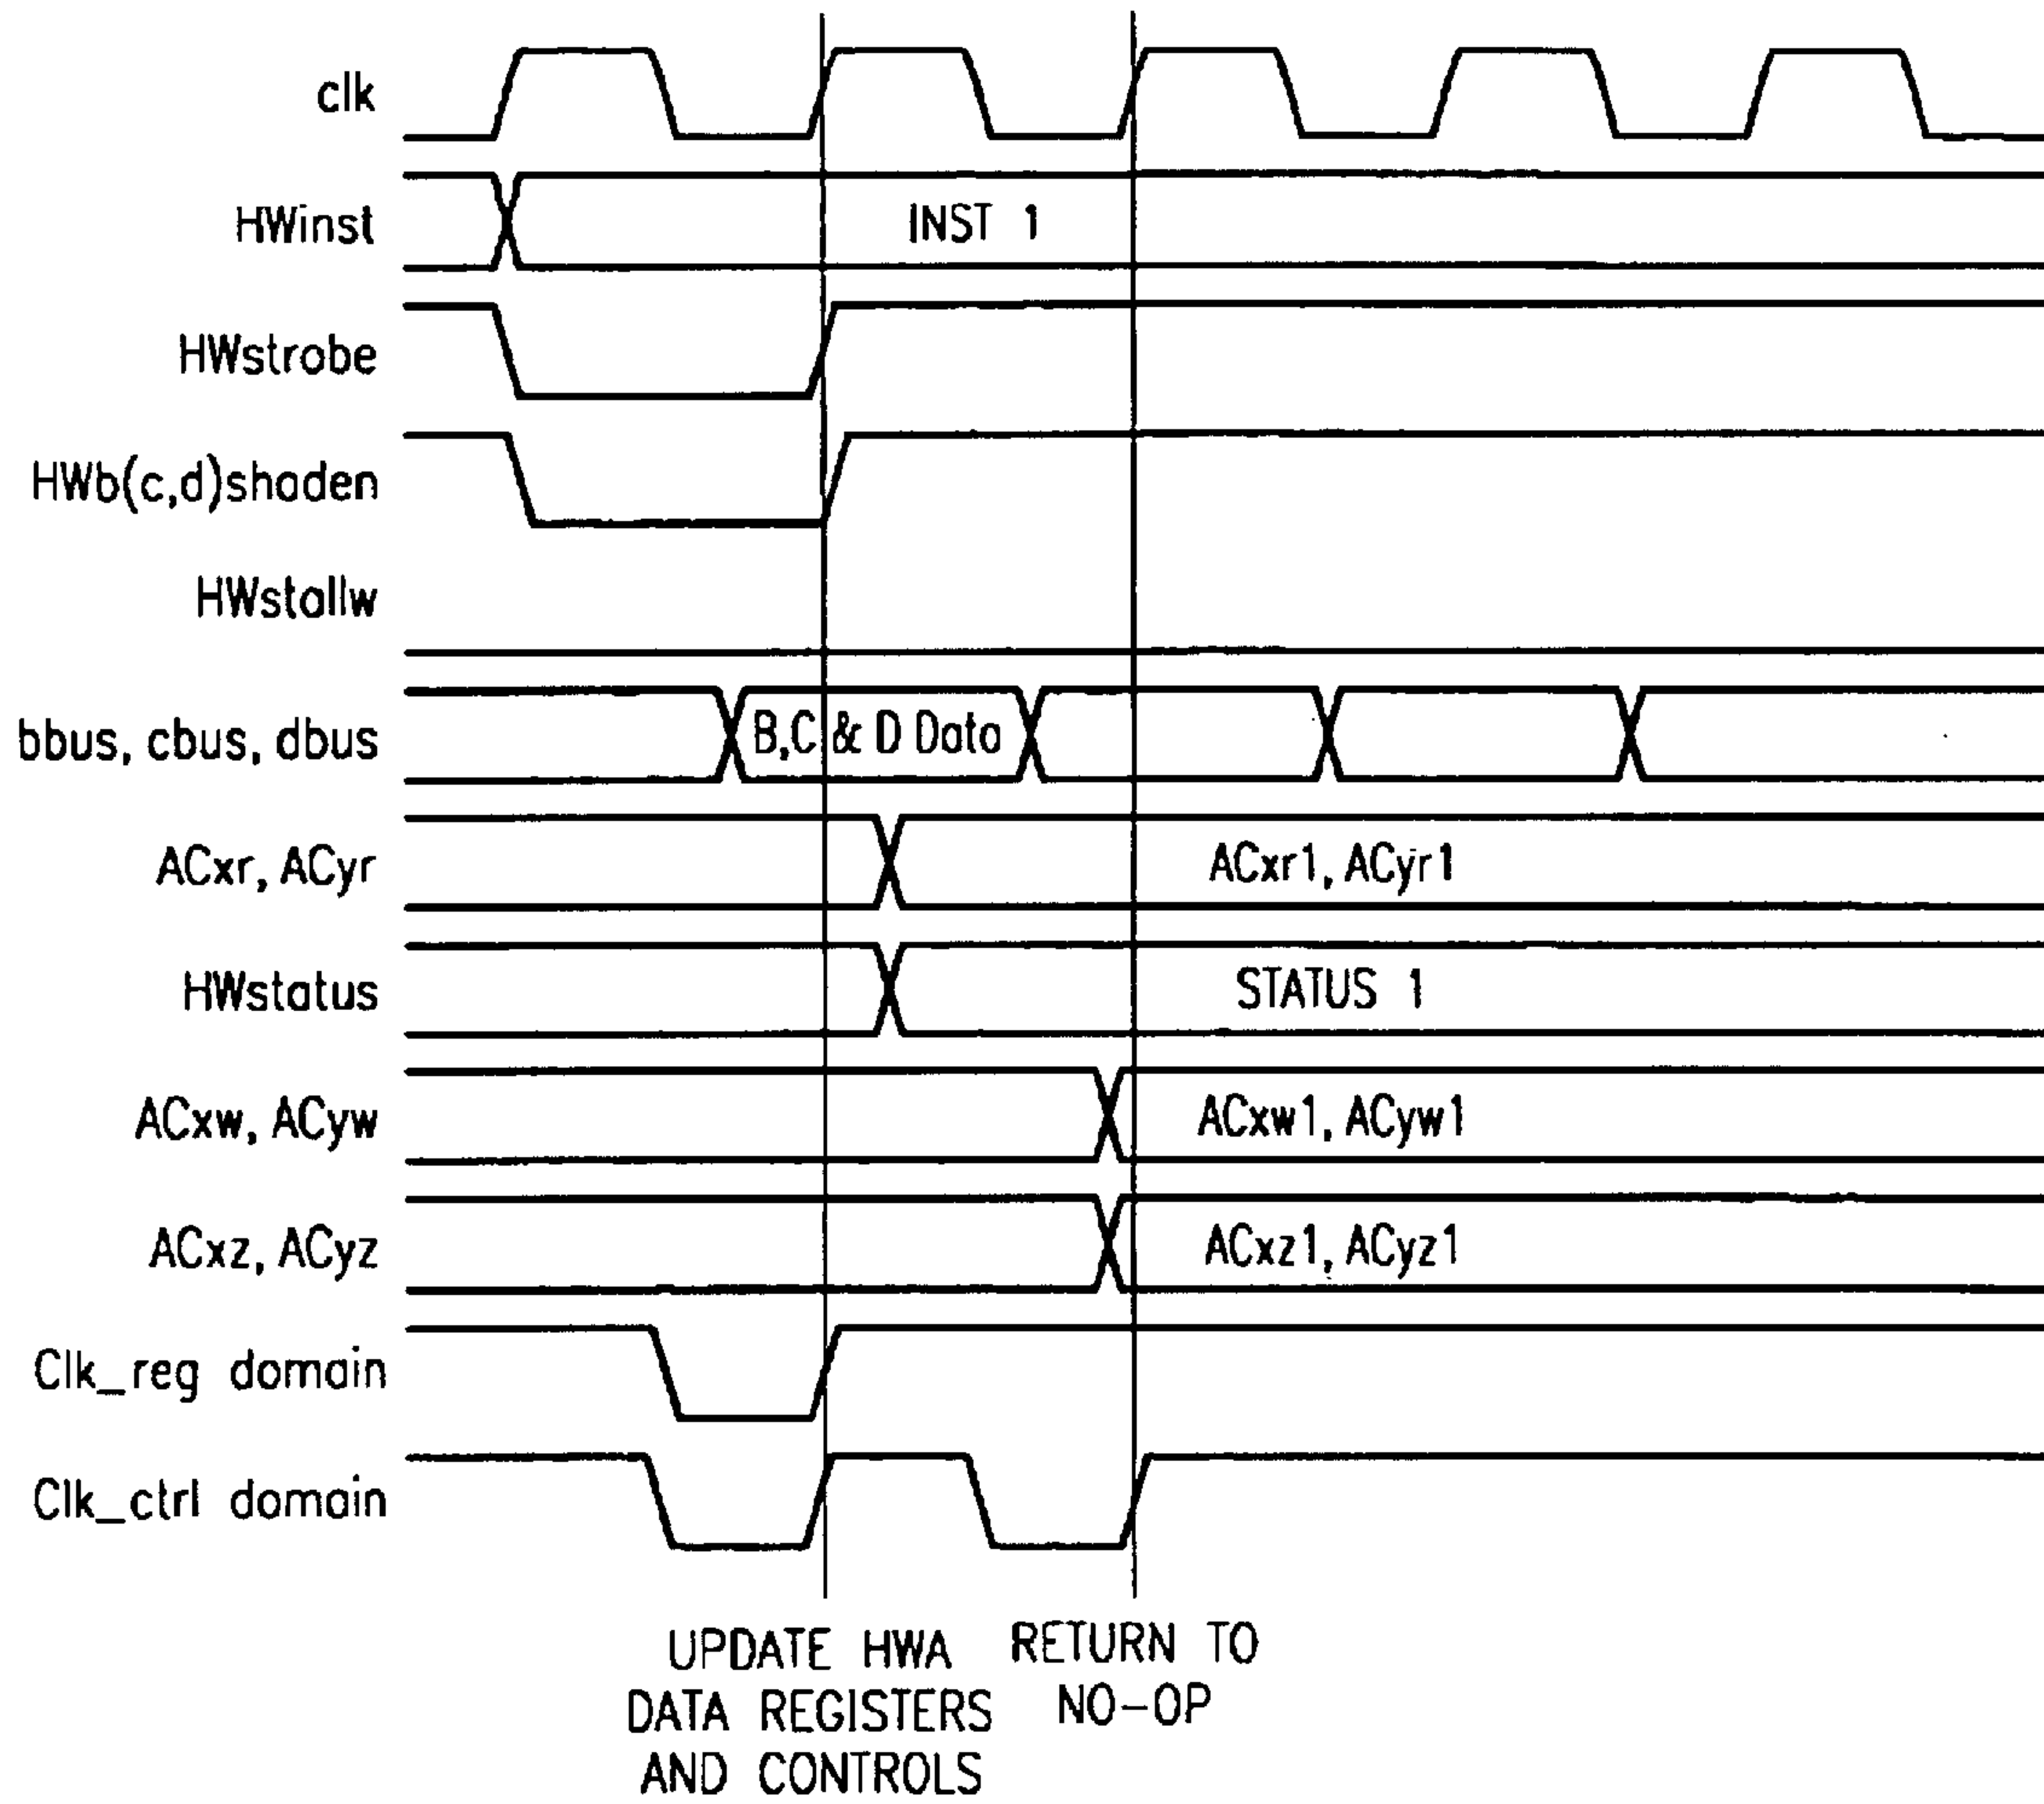 clk
HWinst
INST 1
HWstrobe
HWb(c,d)shaden
HWstallw
bbus, cbus, dbus
B,C & D Data
ACxr, ACyr
ACxr1, ACyr1
HWstatus
STATUS 1
ACxw, ACyw
ACxw1, ACyw1
ACxz, ACyz
ACxz1, ACyz1
Clk_reg domain
Clk_ctrl domain
UPDATE HWA
DATA REGISTERS
AND CONTROLS
RETURN TO
NO-OP